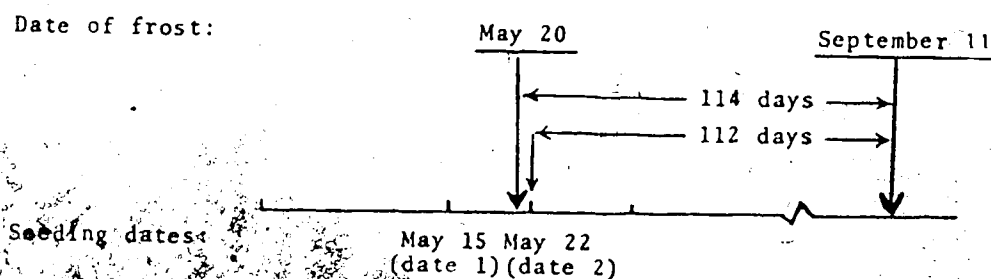 Date of frost:
May 20
September 11
114 days
112 days
Seeding dates:
May 15 May 22
(date 1)(date 2)